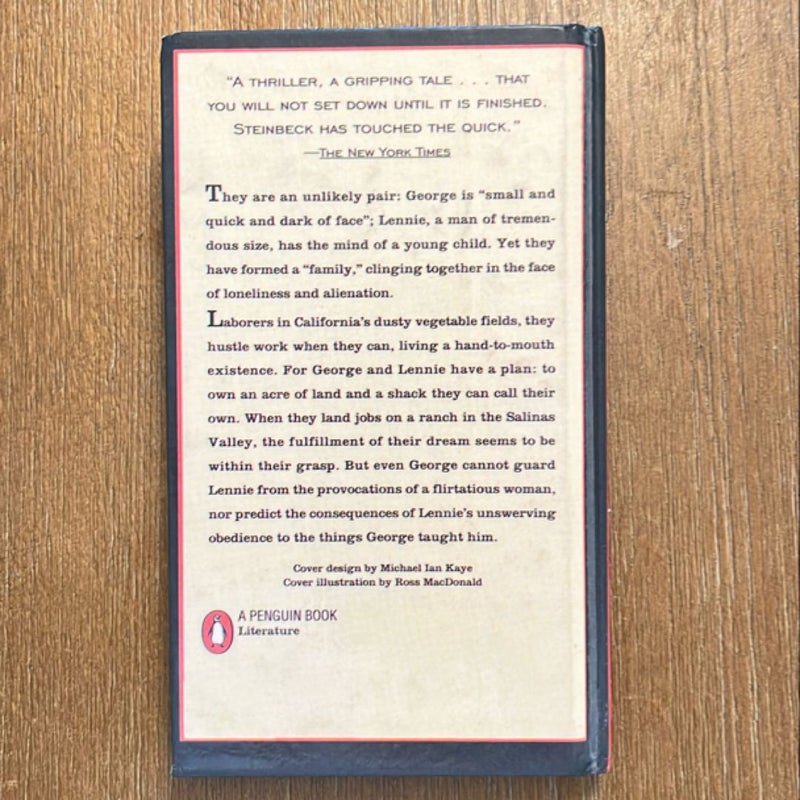 “A THRILLER, A GRIPPING TALE . . . THAT
YOU WILL NOT SET DOWN UNTIL IT IS FINISHED.
STEINBECK HAS TOUCHED THE QUICK.”
—THE NEW YORK TIMES
They are an unlikely pair: George is “small and
quick and dark of face”; Lennie, a man of tremen-
dous size, has the mind of a young child. Yet they
have formed a “family,” clinging together in the face
of loneliness and alienation.
Laborers in California’s dusty vegetable fields, they
hustle work when they can, living a hand-to-mouth
existence. For George and Lennie have a plan: to
own an acre of land and a shack they can call their
own. When they land jobs on a ranch in the Salinas
Valley, the fulfillment of their dream seems to be
within their grasp. But even George cannot guard
Lennie from the provocations of a flirtatious woman,
nor predict the consequences of Lennie’s unswerving
obedience to the things George taught him.
Cover design by Michael Ian Kaye
Cover illustration by Ross MacDonald
A PENGUIN BOOK
Literature